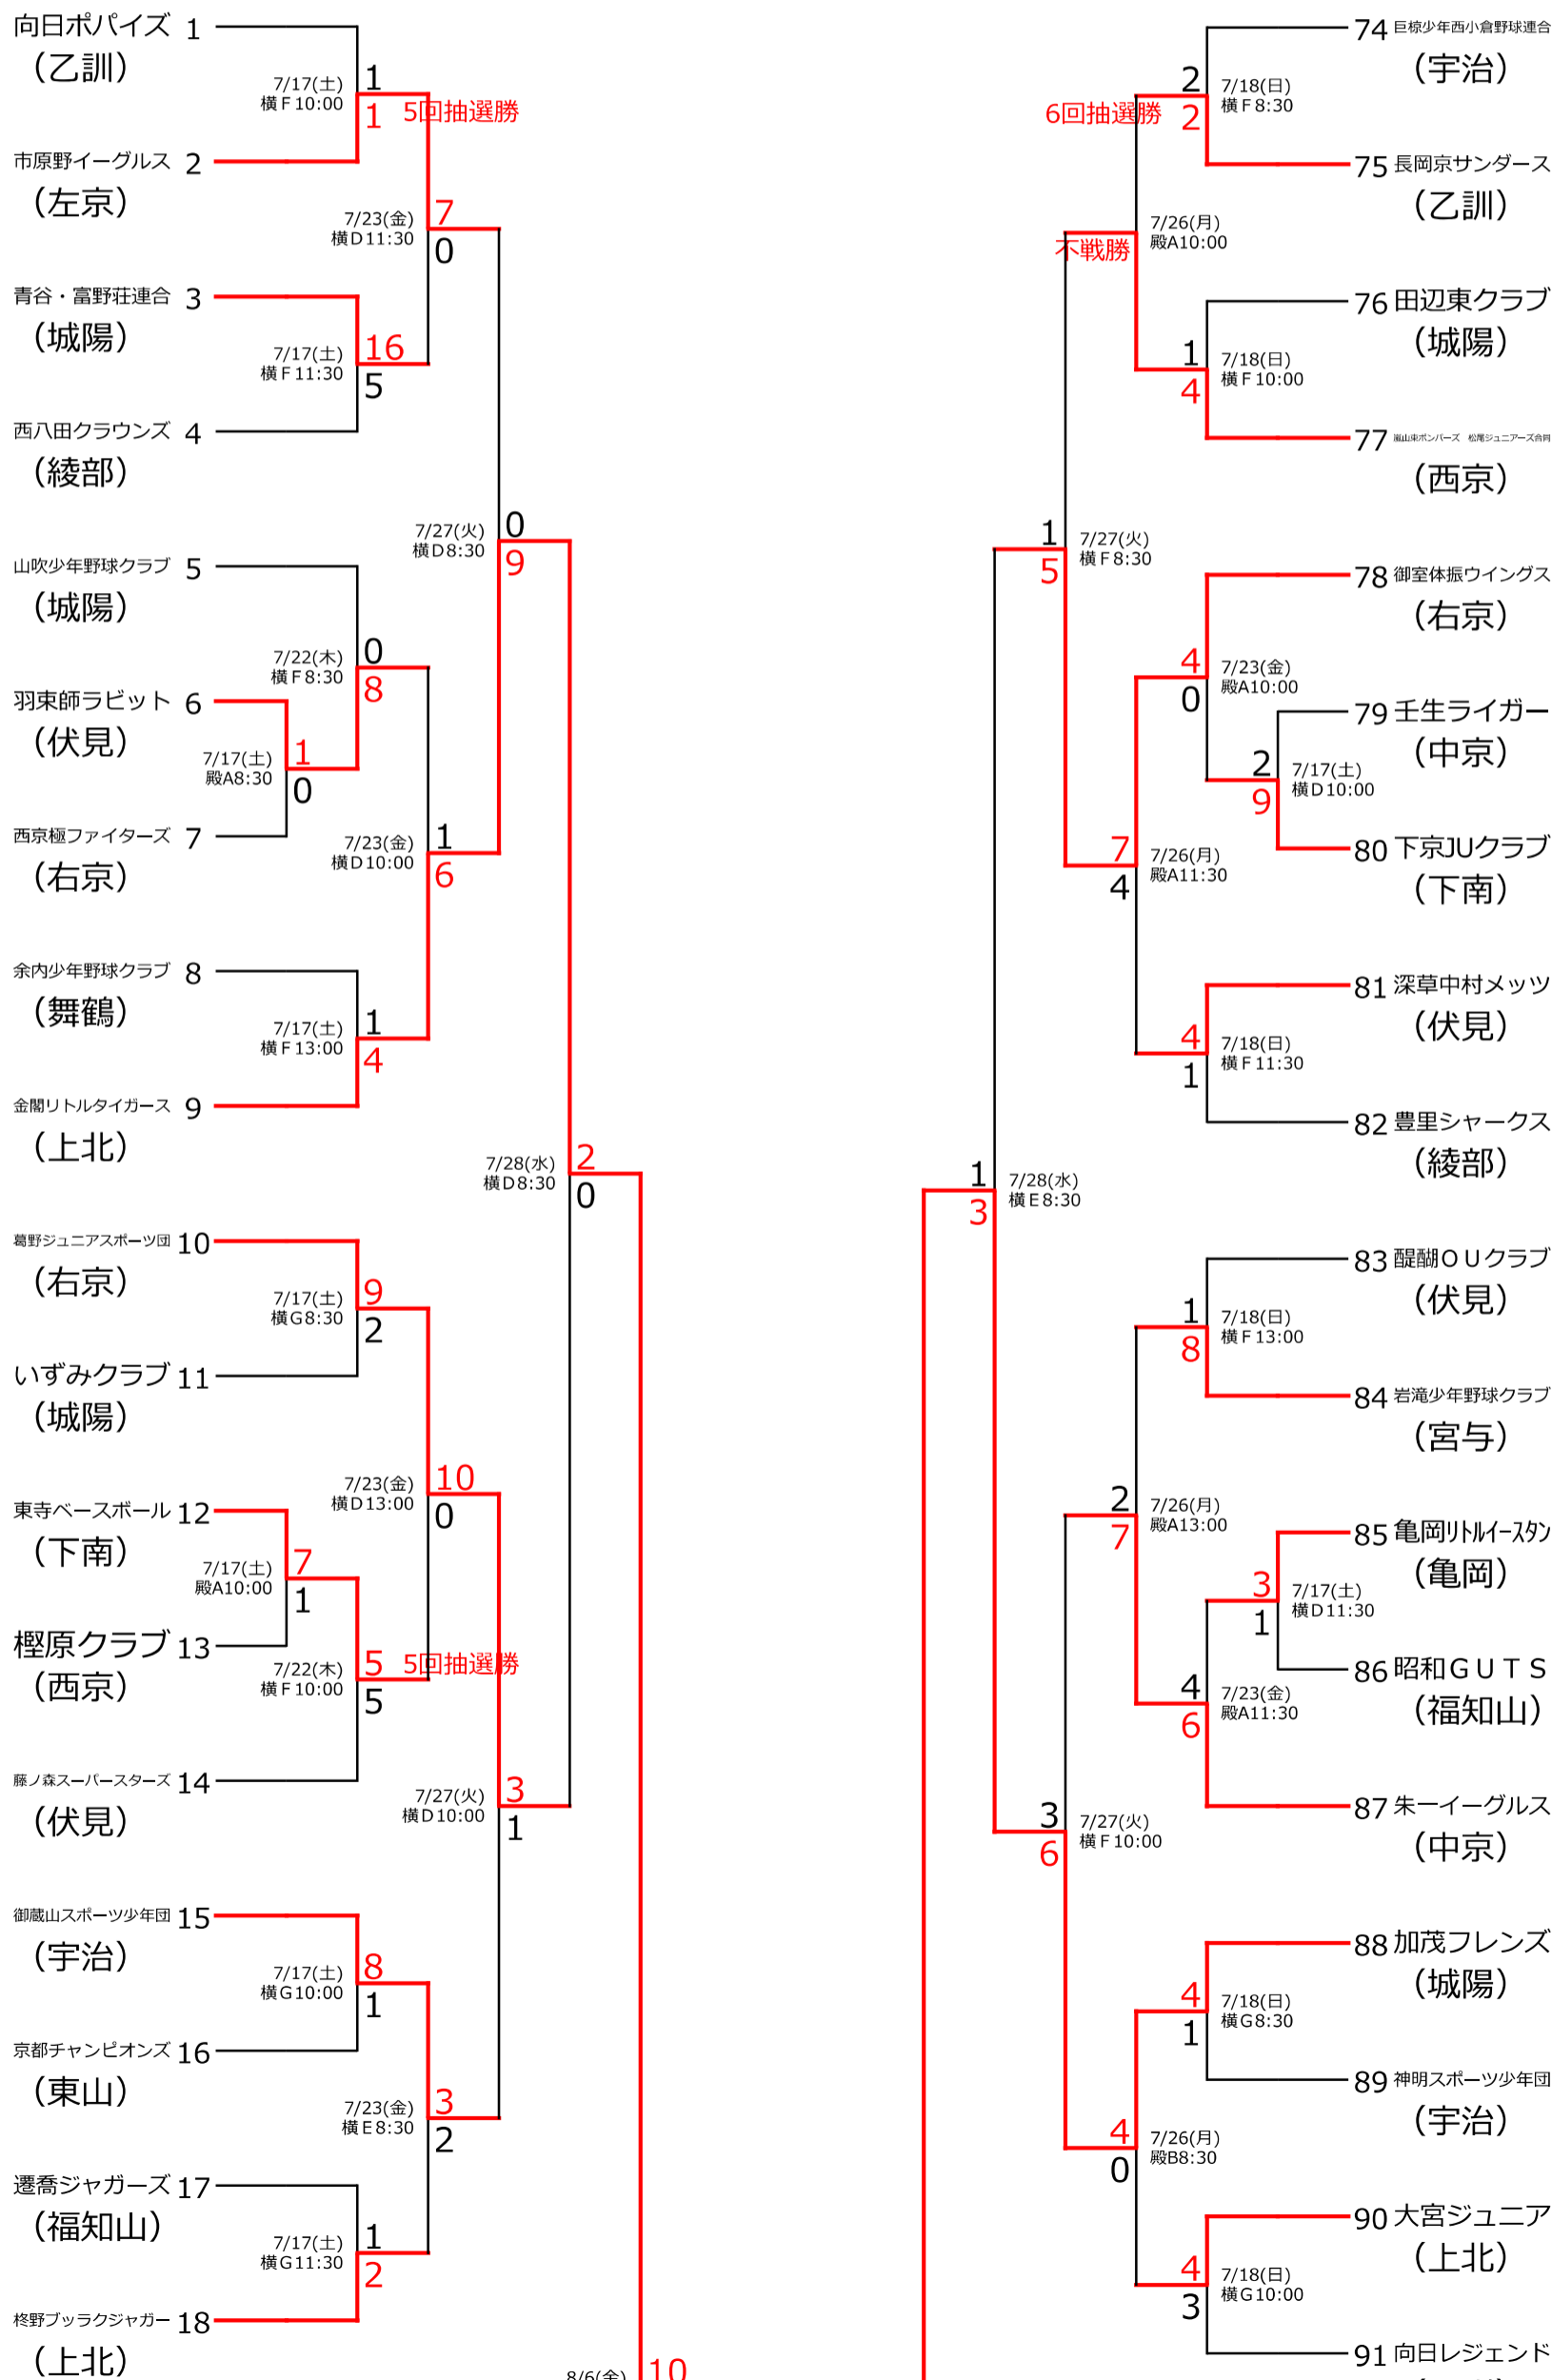 向日ポパイズ 1
（乙訓）
7/17(土)
横Ｆ10:00
1
1 5回抽選勝
市原野イーグルス 2
（左京）
7/23(金)
横Ｄ11:30
7
0
青谷・富野荘連合 3
（城陽）
7/17(土)
横Ｆ11:30
16
5
西八田クラウンズ 4
（綾部）
7/27(火)
横Ｄ8:30
0
9
山吹少年野球クラブ 5
（城陽）
7/22(木)
横Ｆ8:30
0
8
羽束師ラビット 6
（伏見）
7/17(土)
殿A8:30
1
0
西京極ファイターズ 7
（右京）
7/23(金)
横Ｄ10:00
1
6
余内少年野球クラブ 8
（舞鶴）
7/17(土)
横Ｆ13:00
1
4
金閣リトルタイガース 9
（上北）
7/28(水)
横Ｄ8:30
2
0
葛野ジュニアスポーツ団 10
（右京）
7/17(土)
横Ｇ8:30
9
2
いずみクラブ 11
（城陽）
7/23(金)
横Ｄ13:00
10
0
東寺ベースボール 12
（下南）
7/17(土)
殿A10:00
7
1
樫原クラブ 13
（西京）
7/22(木)
横Ｆ10:00
5 5回抽選勝
5
藤ノ森スーパースターズ 14
（伏見）
7/27(火)
横Ｄ10:00
3
1
御蔵山スポーツ少年団 15
（宇治）
7/17(土)
横Ｇ10:00
8
1
京都チャンピオンズ 16
（東山）
7/23(金)
横Ｅ8:30
3
2
遷喬ジャガーズ 17
（福知山）
7/17(土)
横Ｇ11:30
1
2
柊野ブッラクジャガー 18
（上北）
8/6(金)
10
74 巨椋少年西小倉野球連合
（宇治）
2
6回抽選勝 2
7/18(日)
横Ｆ8:30
75 長岡京サンダース
（乙訓）
7/26(月)
殿A10:00
不戦勝
76 田辺東クラブ
（城陽）
1
4
7/18(日)
横Ｆ10:00
77 嵐山東ボンバーズ　松尾ジュニアーズ合同
（西京）
1
5
7/27(火)
横Ｆ8:30
78 御室体振ウイングス
（右京）
4
0
7/23(金)
殿A10:00
79 壬生ライガー
（中京）
2
9
7/17(土)
横Ｄ10:00
80 下京JUクラブ
（下南）
7
4
7/26(月)
殿A11:30
81 深草中村メッツ
（伏見）
4
1
7/18(日)
横Ｆ11:30
82 豊里シャークス
（綾部）
1
3
7/28(水)
横Ｅ8:30
83 醍醐ＯＵクラブ
（伏見）
1
8
7/18(日)
横Ｆ13:00
84 岩滝少年野球クラブ
（宮与）
2
7
7/26(月)
殿A13:00
85 亀岡ﾘﾄﾙｲｰｽﾀﾝ
（亀岡）
3
1
7/17(土)
横Ｄ11:30
86 昭和ＧＵＴＳ
（福知山）
4
6
7/23(金)
殿A11:30
87 朱一イーグルス
（中京）
3
6
7/27(火)
横Ｆ10:00
88 加茂フレンズ
（城陽）
4
1
7/18(日)
横Ｇ8:30
89 神明スポーツ少年団
（宇治）
4
0
7/26(月)
殿B8:30
90 大宮ジュニア
（上北）
4
3
7/18(日)
横Ｇ10:00
91 向日レジェンド